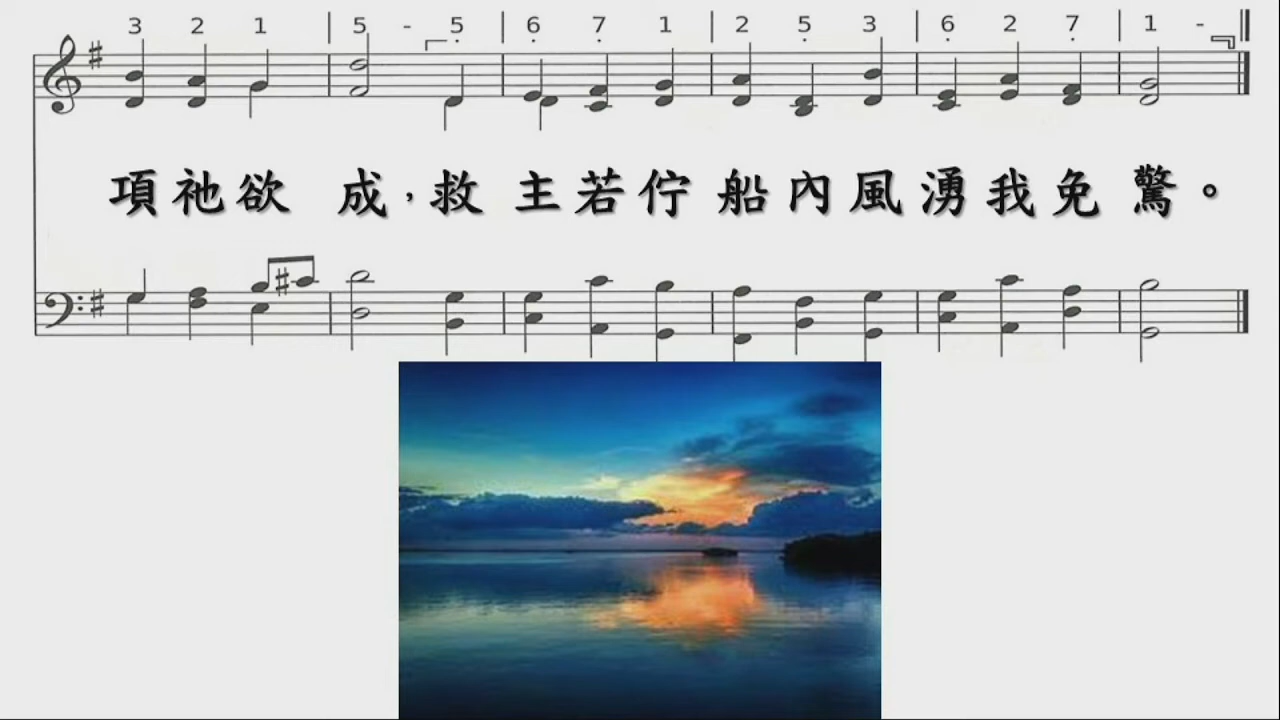 3 2 1 | 5 - 5 | 6 7 1 | 2 5 3 | 6 2 7 | 1 - ‖
項祂欲 成,救 主若佇 船內風湧我免 驚。